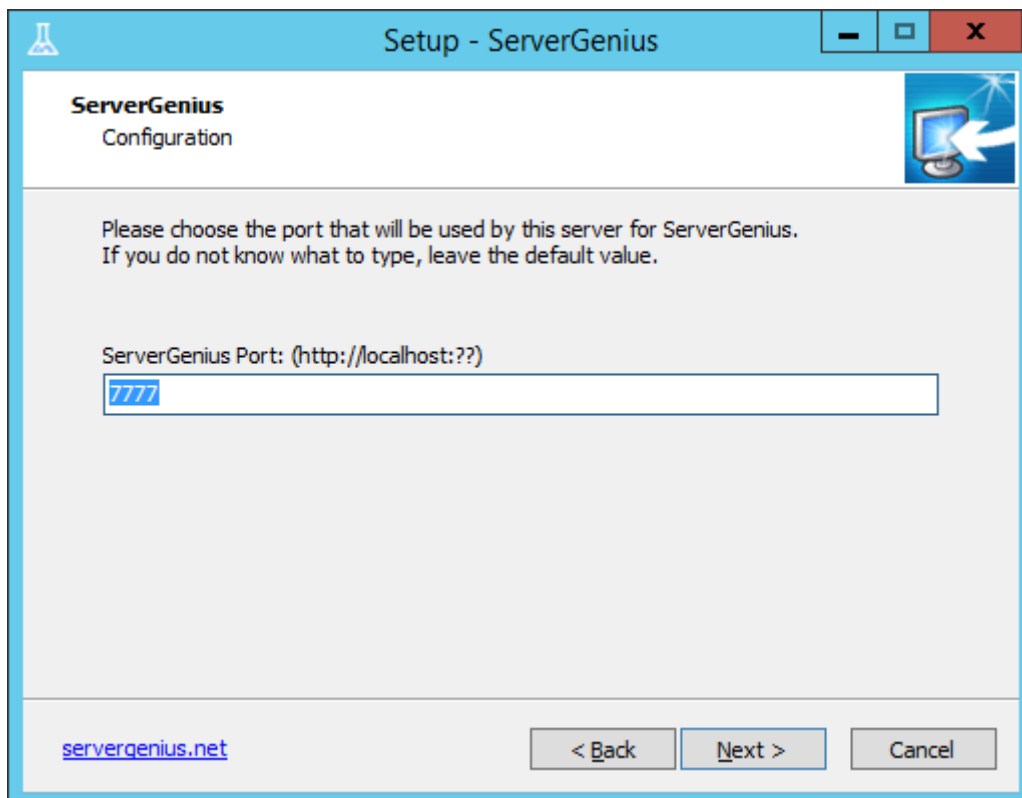 Setup - ServerGenius
ServerGenius
Configuration
Please choose the port that will be used by this server for ServerGenius.
If you do not know what to type, leave the default value.
ServerGenius Port: (http://localhost:??)
7777
servergenius.net
< Back
Next >
Cancel